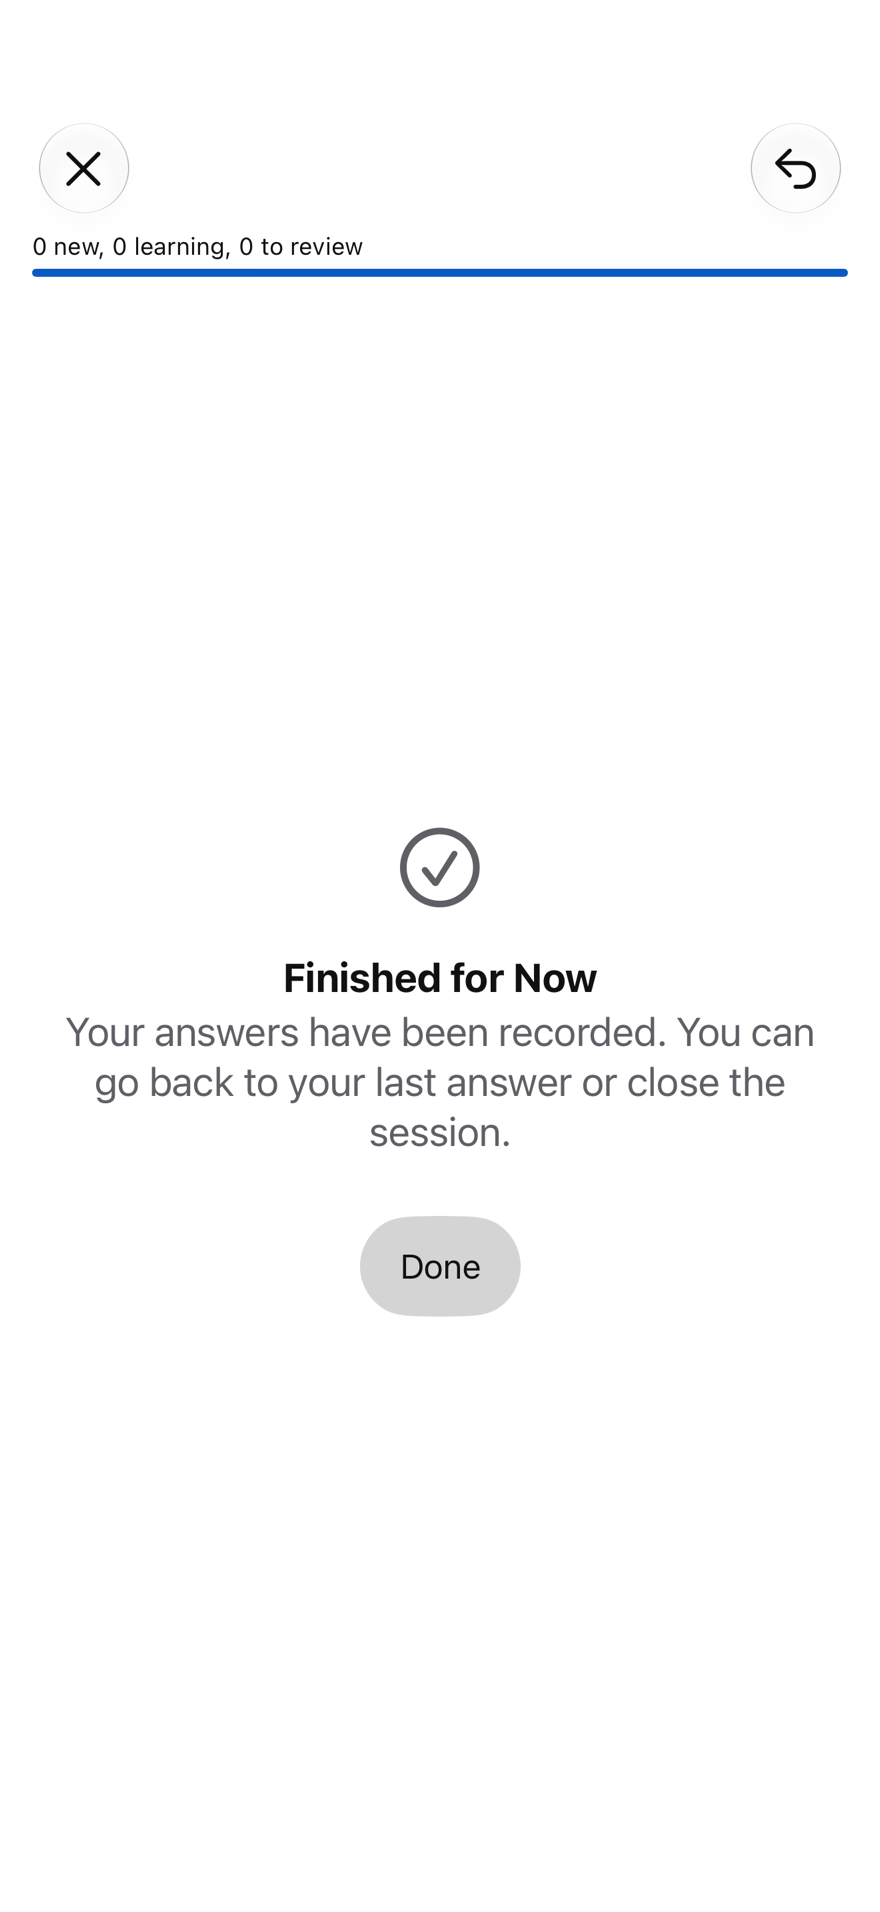 0 new, 0 learning, 0 to review
Finished for Now
Your answers have been recorded. You can
go back to your last answer or close the
session.
Done